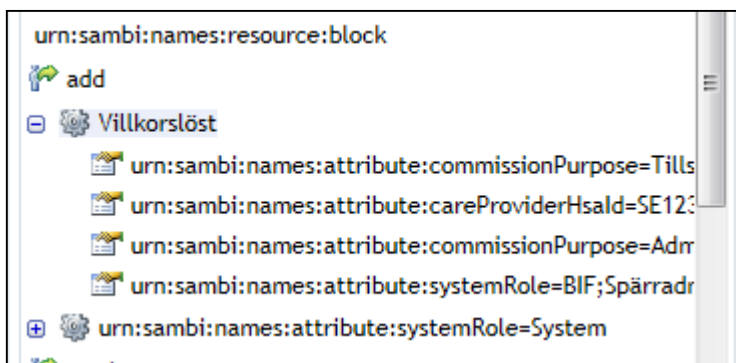 urn:sambi:names:resource:block
add
Villkorslöst
urn:sambi:names:attribute:commissionPurpose=Tills
urn:sambi:names:attribute:careProviderHsaId=SE123
urn:sambi:names:attribute:commissionPurpose=Adm
urn:sambi:names:attribute:systemRole=BIF;Spärradr
urn:sambi:names:attribute:systemRole=System